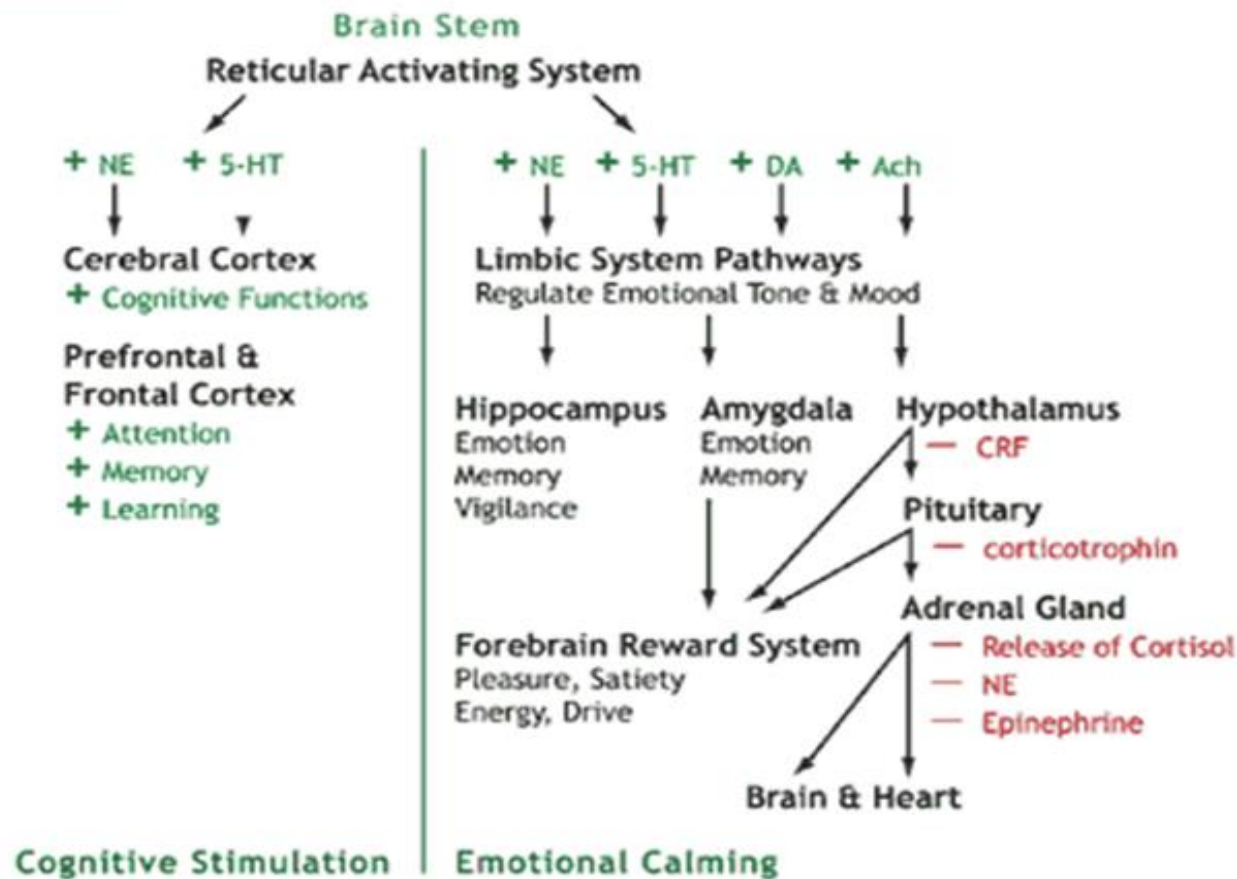 Brain Stem
Reticular Activating System
+ NE + 5-HT
Cerebral Cortex
+ Cognitive Functions
Prefrontal &
Frontal Cortex
+ Attention
+ Memory
+ Learning
Cognitive Stimulation
+ NE + 5-HT + DA + Ach
Limbic System Pathways
Regulate Emotional Tone & Mood
Hippocampus
Emotion
Memory
Vigilance
Amygdala
Emotion
Memory
Hypothalamus
— CRF
Pituitary
— corticotrophin
Adrenal Gland
— Release of Cortisol
— NE
— Epinephrine
Forebrain Reward System
Pleasure, Satiety
Energy, Drive
Brain & Heart
Emotional Calming